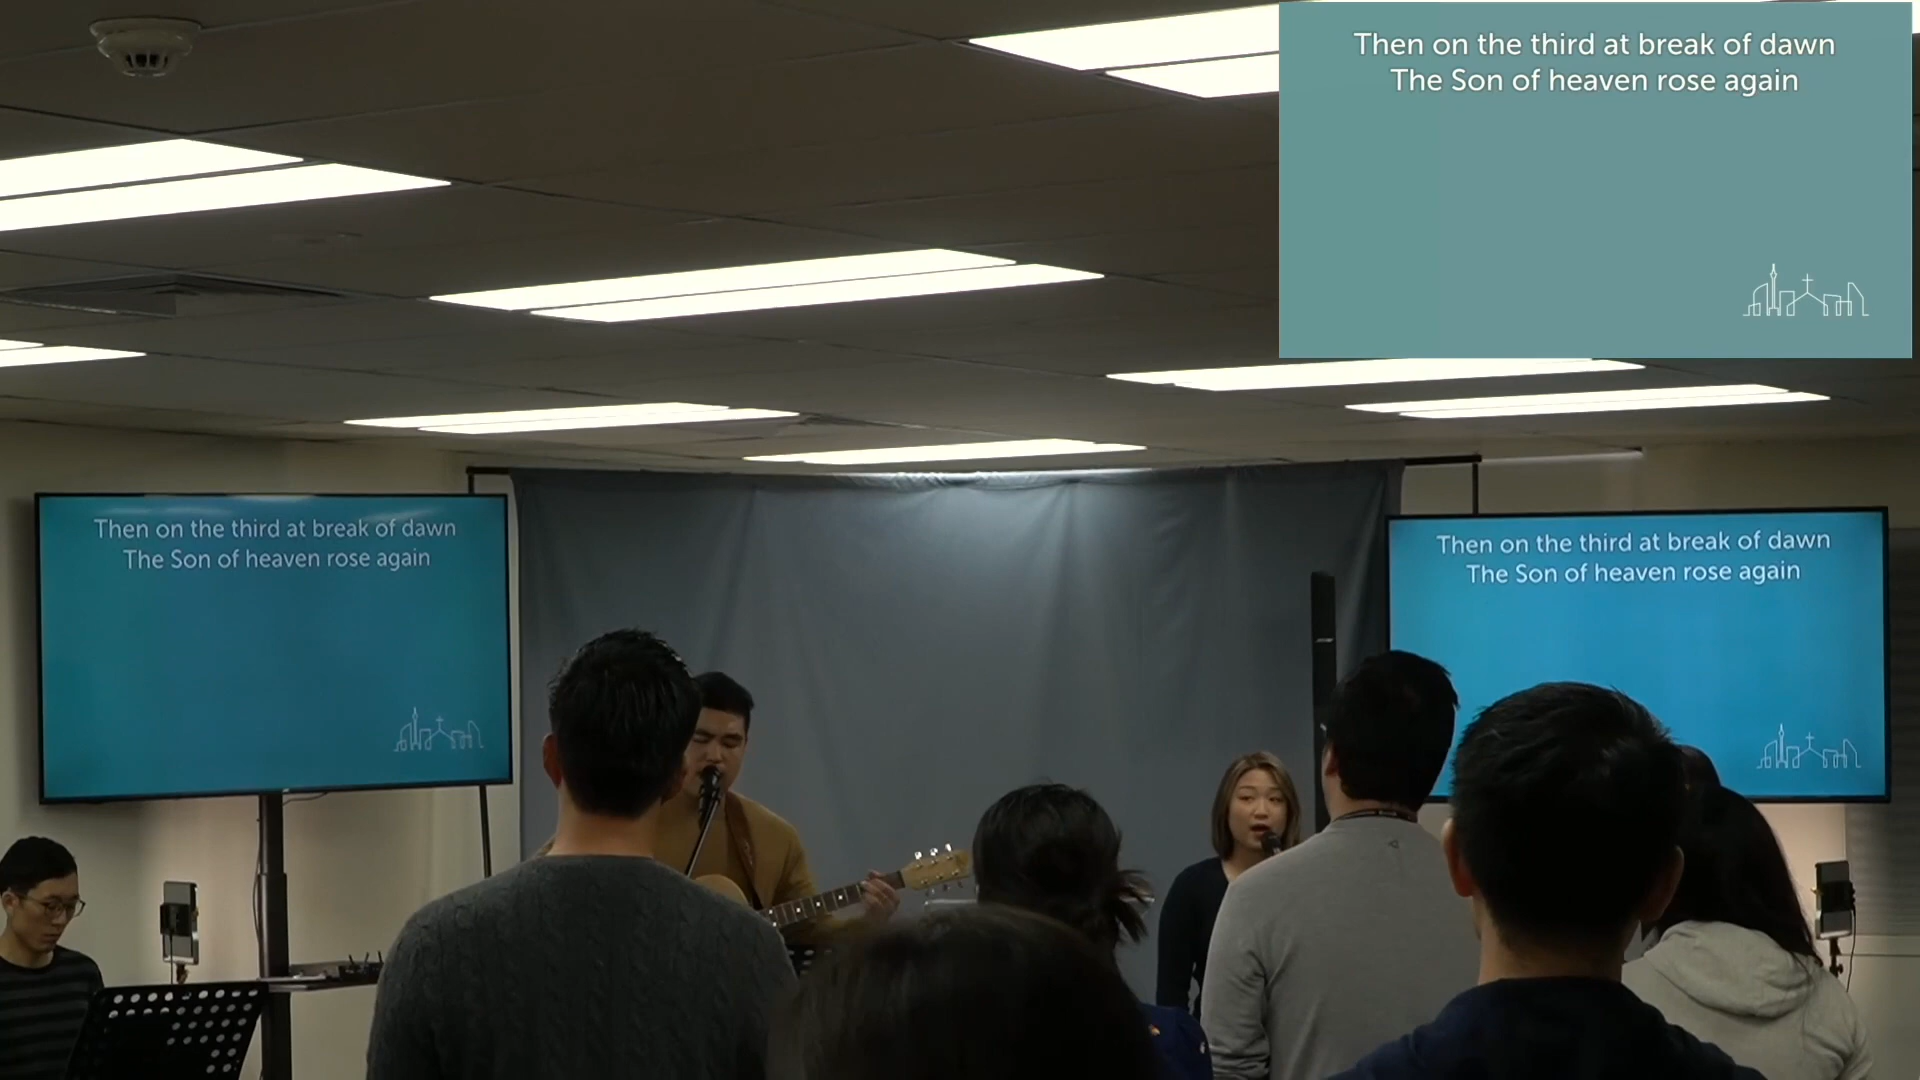 Then on the third at break of dawn
The Son of heaven rose again
Then on the third at break of dawn
The Son of heaven rose again
Then on the third at break of dawn
The Son of heaven rose again